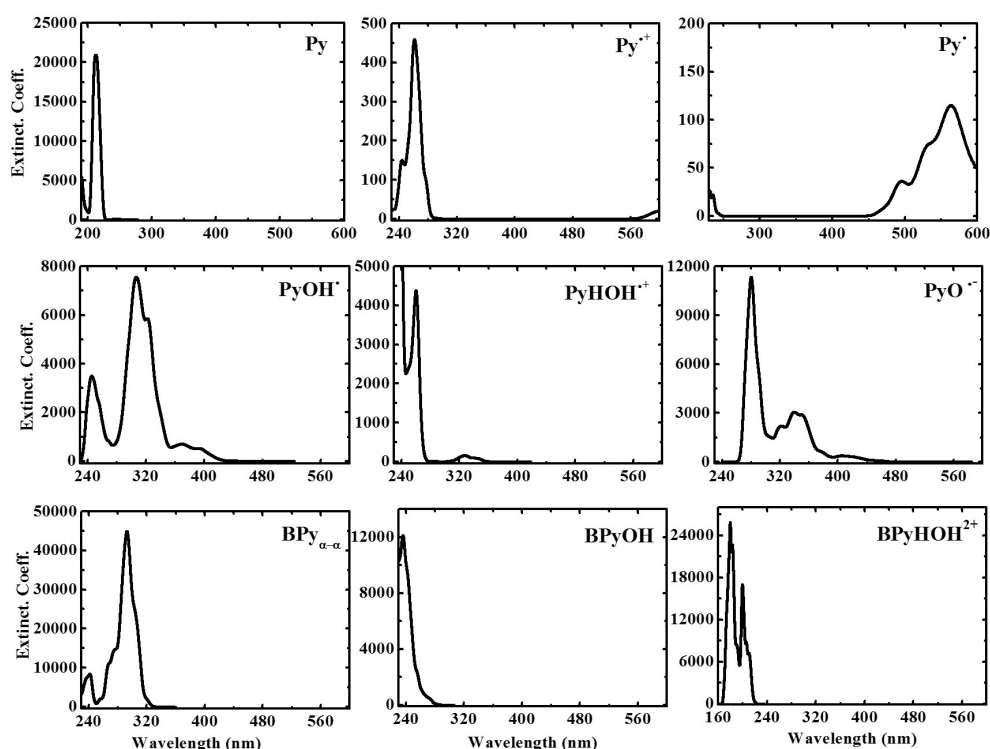 25000
20000
15000
10000
5000
0
Extinct. Coeff.
Py
200 300 400 500 600
500
400
300
200
100
0
Py•+
240 320 400 480 560
200
150
100
50
0
Py•
300 400 500 600
8000
6000
4000
2000
0
Extinct. Coeff.
PyOH•
240 320 400 480 560
5000
4000
3000
2000
1000
0
PyHOH•+
240 320 400 480 560
12000
9000
6000
3000
0
PyO•-
240 320 400 480 560
50000
40000
30000
20000
10000
0
Extinct. Coeff.
BPyα–α
240 320 400 480 560
Wavelength (nm)
12000
8000
4000
0
BPyOH
240 320 400 480 560
Wavelength (nm)
24000
18000
12000
6000
0
BPyHOH2+
160 240 320 400 480 560
Wavelength (nm)